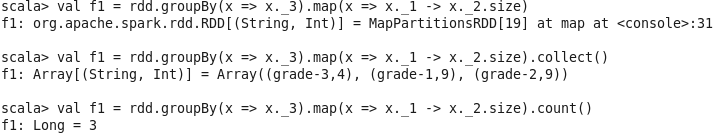 scala> val f1 = rdd.groupBy(x => x._3).map(x => x._1 -> x._2.size)
f1: org.apache.spark.rdd.RDD[(String, Int)] = MapPartitionsRDD[19] at map at <console>:31
scala> val f1 = rdd.groupBy(x => x._3).map(x => x._1 -> x._2.size).collect()
f1: Array[(String, Int)] = Array((grade-3,4), (grade-1,9), (grade-2,9))
scala> val f1 = rdd.groupBy(x => x._3).map(x => x._1 -> x._2.size).count()
f1: Long = 3